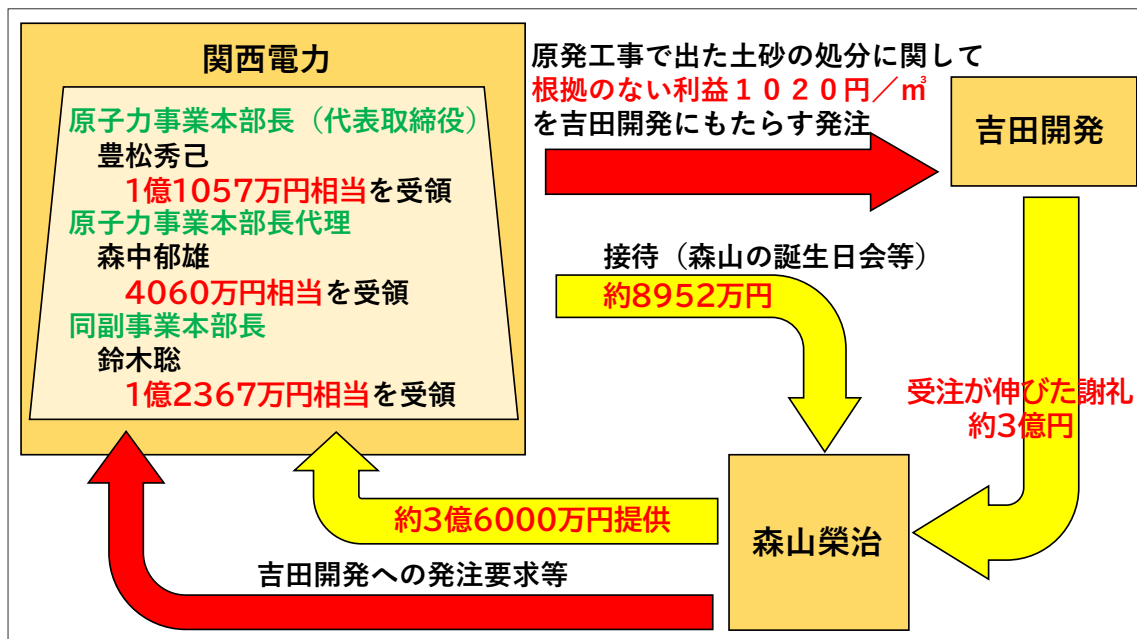 関西電力
原子力事業本部長（代表取締役）
豊松秀己
1億1057万円相当を受領
原子力事業本部長代理
森中郁雄
4060万円相当を受領
同副事業本部長
鈴木聡
1億2367万円相当を受領
原発工事で出た土砂の処分に関して
根拠のない利益１０２０円／㎥
を吉田開発にもたらす発注
吉田開発
接待（森山の誕生日会等）
約8952万円
受注が伸びた謝礼
約3億円
約3億6000万円提供
森山榮治
吉田開発への発注要求等